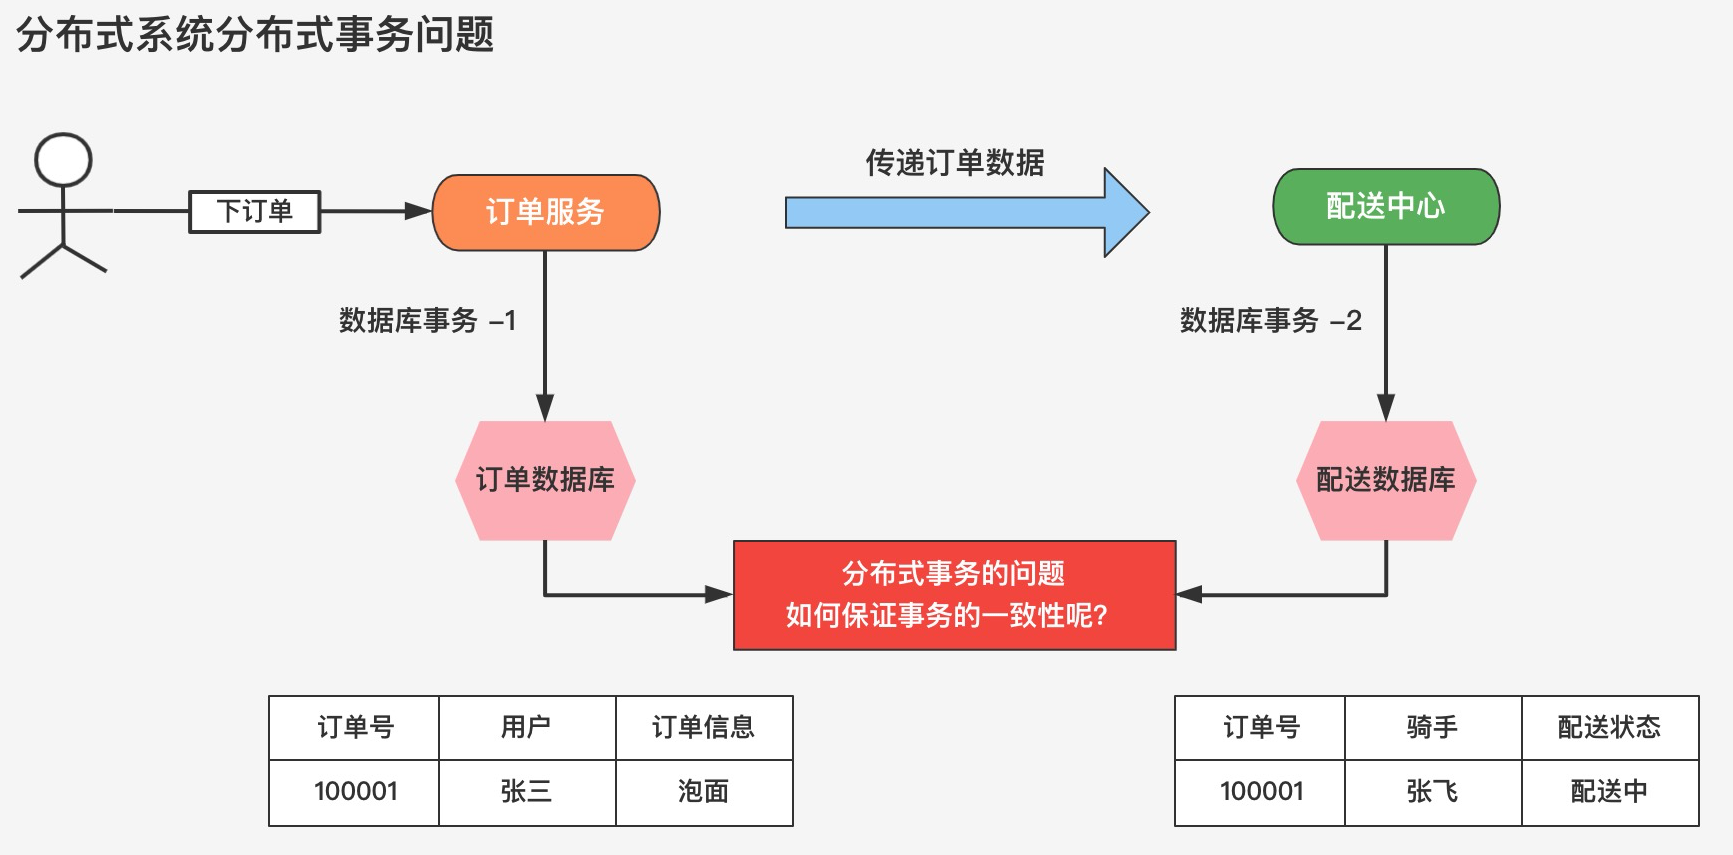 分布式系统分布式事务问题
下订单
订单服务
传递订单数据
配送中心
数据库事务 -1
数据库事务 -2
订单数据库
配送数据库
分布式事务的问题
如何保证事务的一致性呢？
订单号 用户 订单信息
100001 张三 泡面
订单号 骑手 配送状态
100001 张飞 配送中